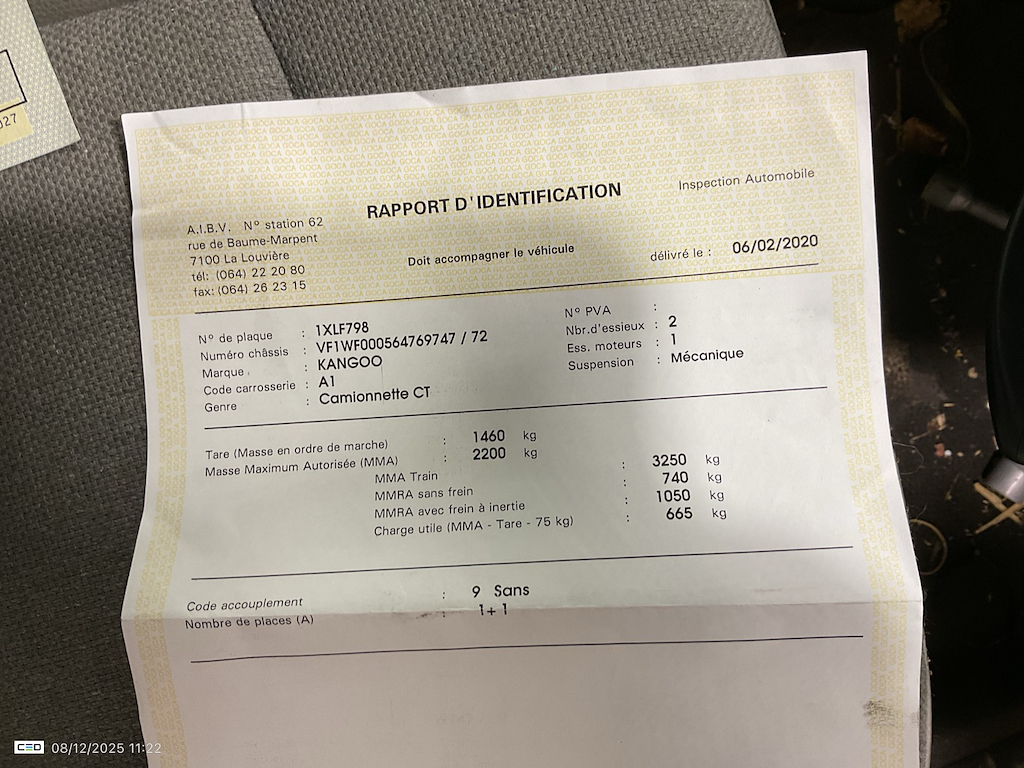 027
RAPPORT D'IDENTIFICATION
Inspection Automobile
A.I.B.V. N° station 62
rue de Baume-Marpent
7100 La Louvière
tél: (064) 22 20 80
fax: (064) 26 23 15
Doit accompagner le véhicule
délivré le : 06/02/2020
N° de plaque : 1XLF798
Numéro châssis : VF1WF000564769747 / 72
Marque : KANGOO
Code carrosserie : A1
Genre : Camionnette CT
N° PVA :
Nbr.d'essieux : 2
Ess. moteurs : 1
Suspension : Mécanique
Tare (Masse en ordre de marche) : 1460 kg
Masse Maximum Autorisée (MMA) : 2200 kg
MMA Train : 3250 kg
MMRA sans frein : 740 kg
MMRA avec frein à inertie : 1050 kg
Charge utile (MMA - Tare - 75 kg) : 665 kg
Code accouplement : 9 Sans
Nombre de places (A) : 1+ 1
CEO 08/12/2025 11:22